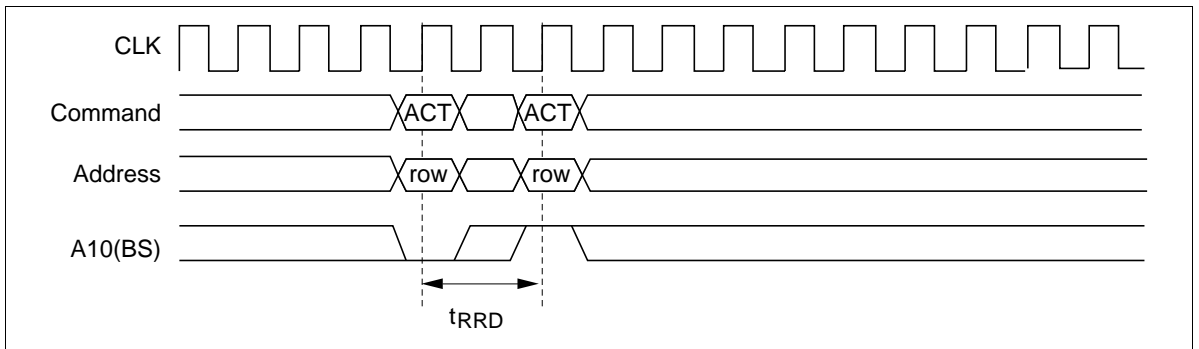 CLK
Command ACT ACT
Address row row
A10(BS)
tRRD